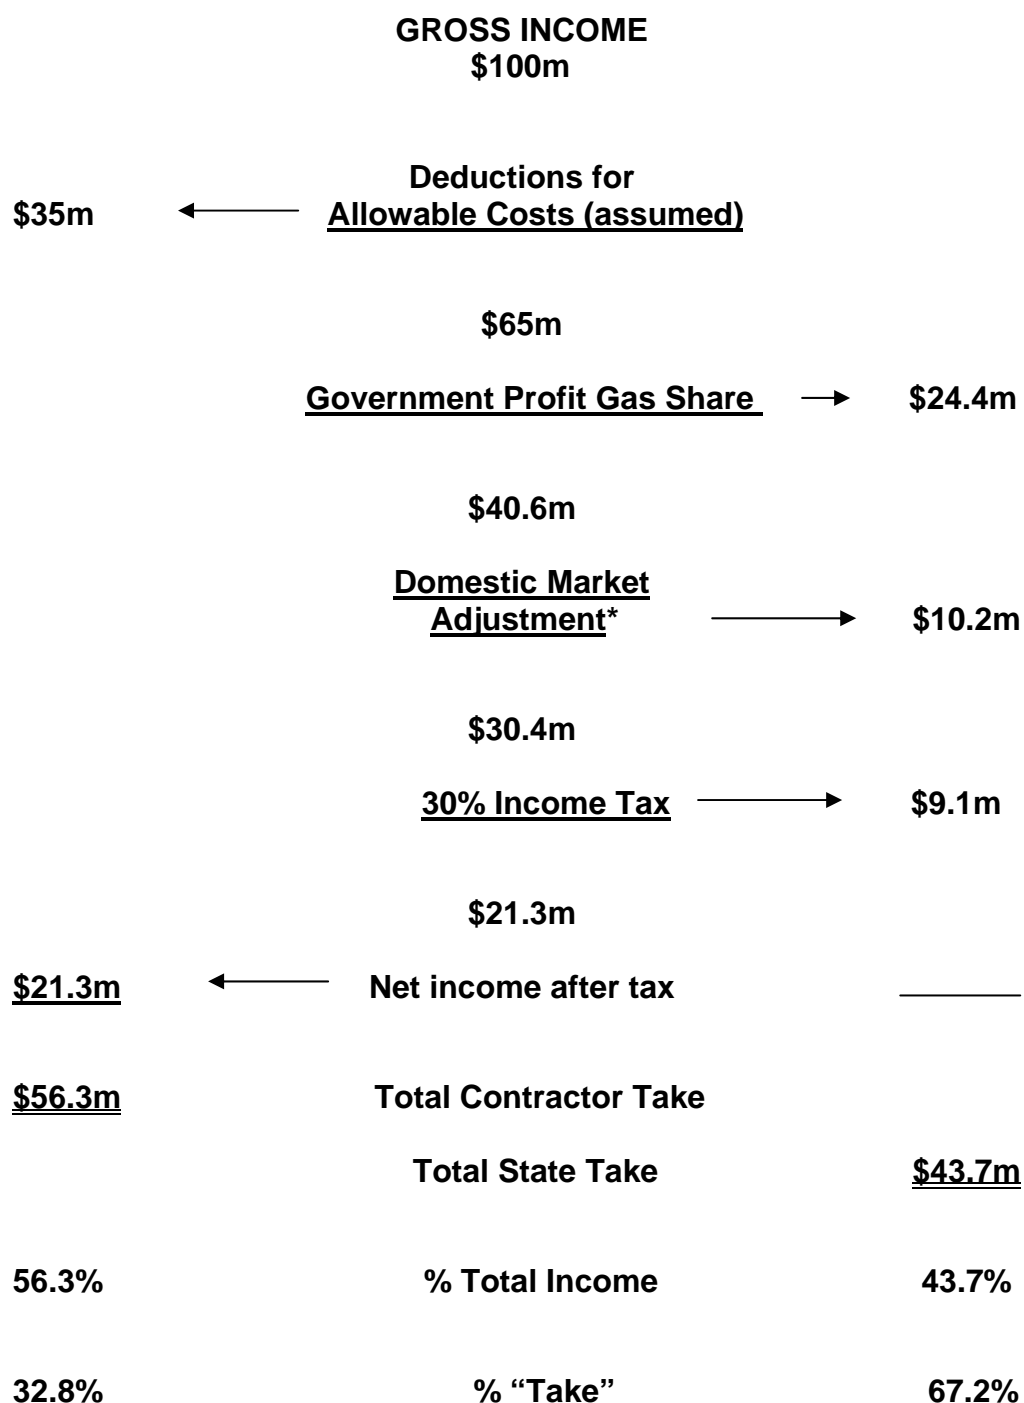 GROSS INCOME
$100m
Deductions for
$35m Allowable Costs (assumed)
$65m
Government Profit Gas Share $24.4m
$40.6m
Domestic Market
Adjustment* $10.2m
$30.4m
30% Income Tax $9.1m
$21.3m
$21.3m Net income after tax
$56.3m Total Contractor Take
Total State Take $43.7m
56.3% % Total Income 43.7%
32.8% % “Take” 67.2%